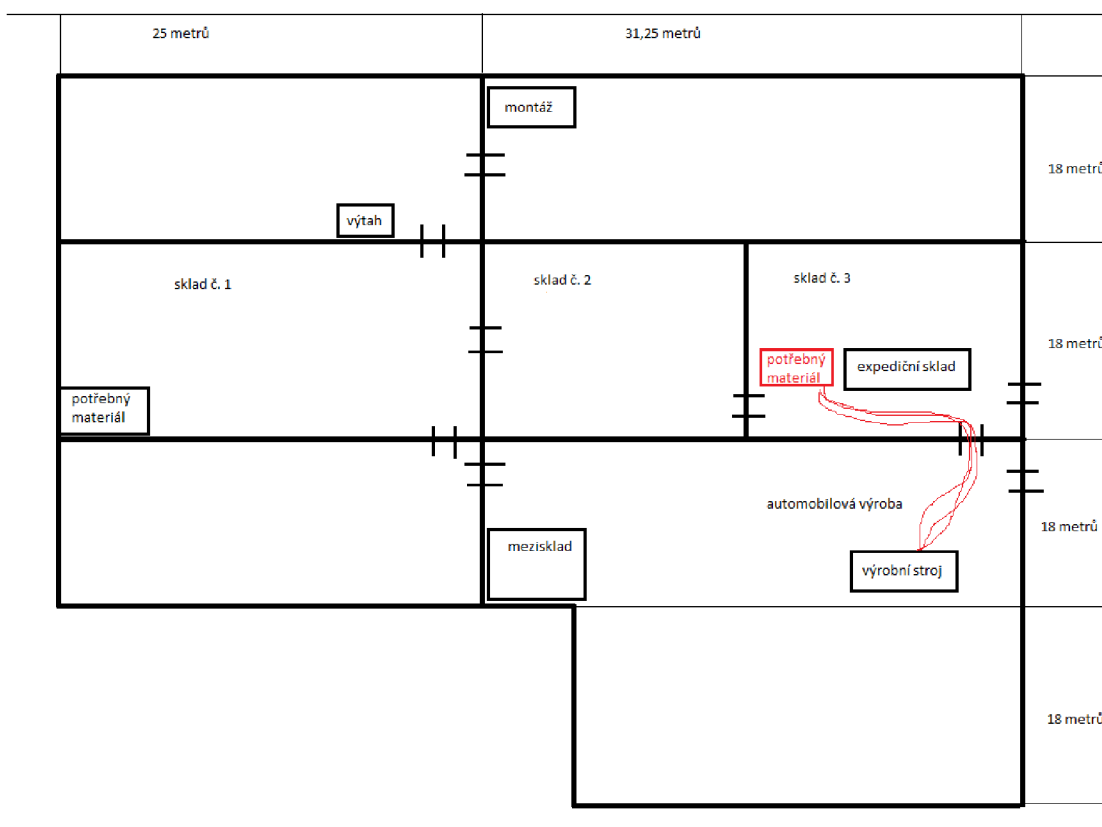 25 metrů
31,25 metrů
montáž
18 metrů
výtah
sklad č. 1
sklad č. 2
sklad č. 3
18 metrů
potřebný
materiál
expediční sklad
potřebný
materiál
automobilová výroba
18 metrů
mezisklad
výrobní stroj
18 metrů